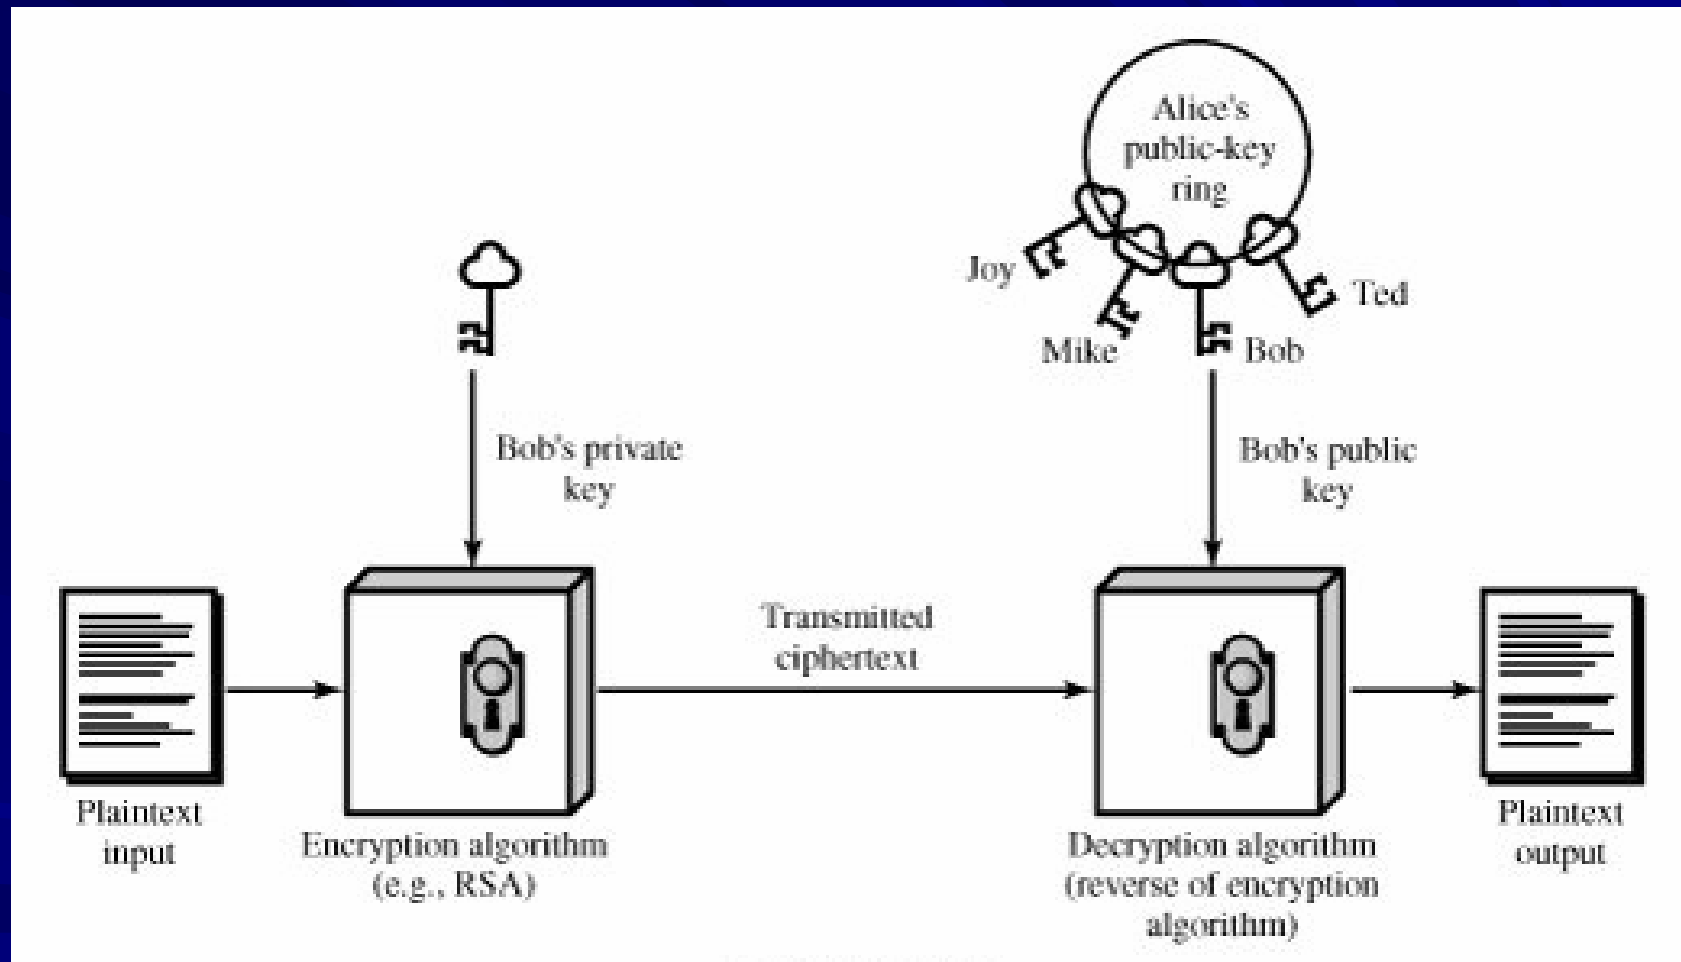 Alice's
public-key
ring
Joy
Mike
Bob
Ted
Bob's private
key
Bob's public
key
Transmitted
ciphertext
Plaintext
input
Encryption algorithm
(e.g., RSA)
Decryption algorithm
(reverse of encryption
algorithm)
Plaintext
output